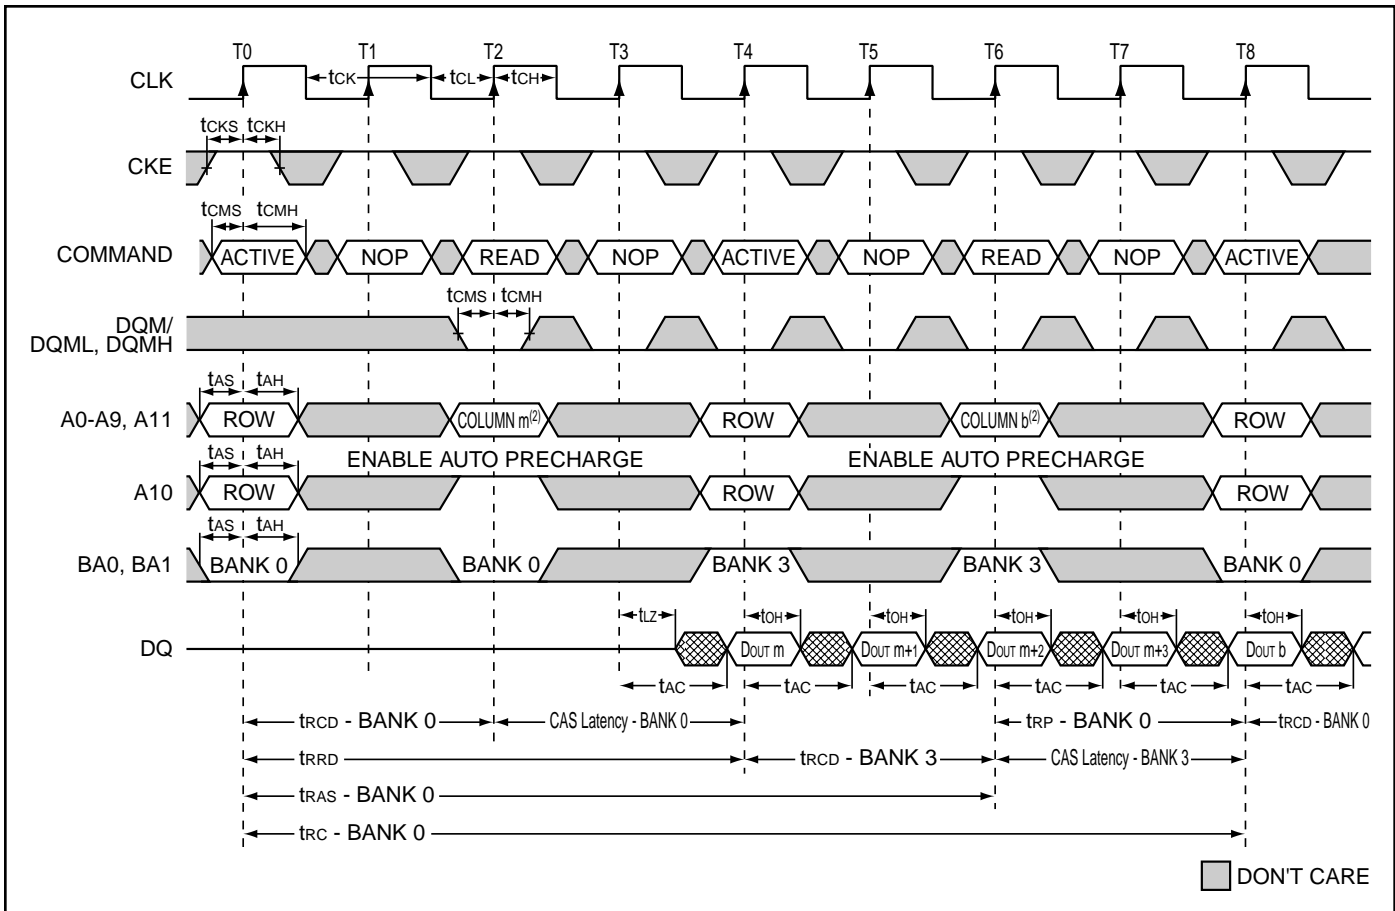 T0 T1 T2 T3 T4 T5 T6 T7 T8
CLK
tCK tCL tCH
tCKS tCKH
CKE
tCMS tCMH
COMMAND ACTIVE NOP READ NOP ACTIVE NOP READ NOP ACTIVE
tCMS tCMH
DQM/
DQML, DQMH
tAS tAH
A0-A9, A11 ROW COLUMN m(2) ROW COLUMN b(2) ROW
tAS tAH ENABLE AUTO PRECHARGE ENABLE AUTO PRECHARGE
A10 ROW ROW ROW
tAS tAH
BA0, BA1 BANK 0 BANK 0 BANK 3 BANK 3 BANK 0
tLZ tOH tOH tOH tOH tOH
DQ DOUT m DOUT m+1 DOUT m+2 DOUT m+3 DOUT b
tAC tAC tAC tAC tAC tAC
tRCD - BANK 0 CAS Latency - BANK 0 tRP - BANK 0 tRCD - BANK 0
tRRD tRCD - BANK 3 CAS Latency - BANK 3
tRAS - BANK 0
tRC - BANK 0
DON'T CARE